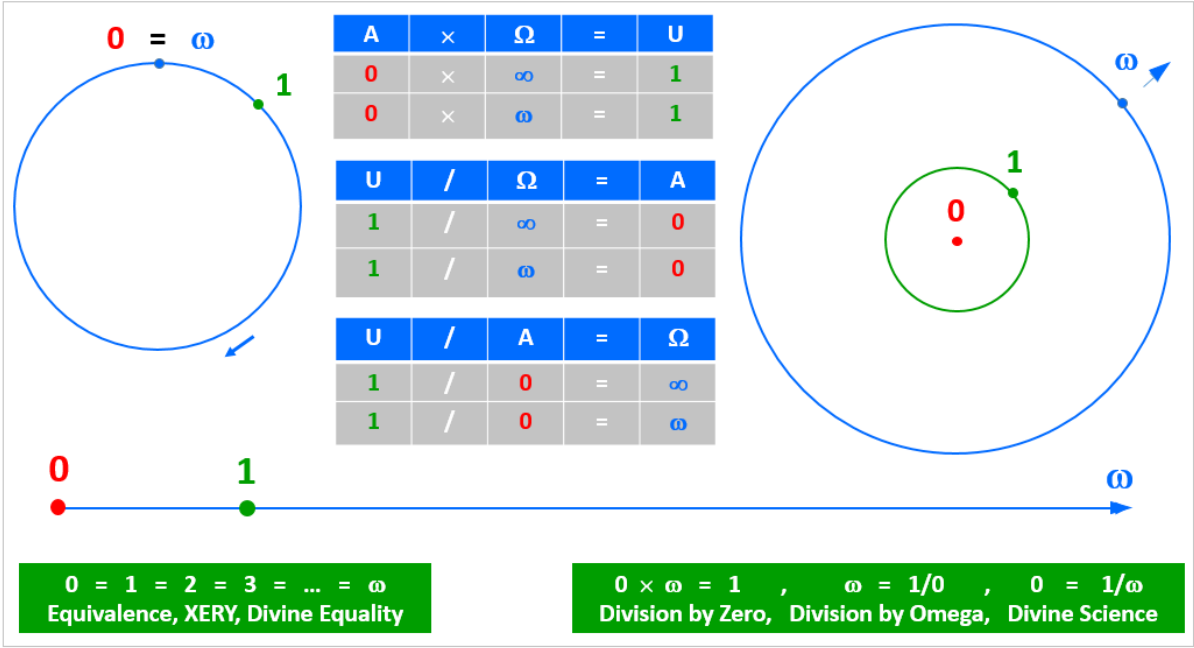 0 = ω
1
A × Ω = U
0 × ∞ = 1
0 × ω = 1
U / Ω = A
1 / ∞ = 0
1 / ω = 0
U / A = Ω
1 / 0 = ∞
1 / 0 = ω
ω
1
0
0
1
ω
0 = 1 = 2 = 3 = ... = ω
Equivalence, XERY, Divine Equality
0 × ω = 1 , ω = 1/0 , 0 = 1/ω
Division by Zero, Division by Omega, Divine Science